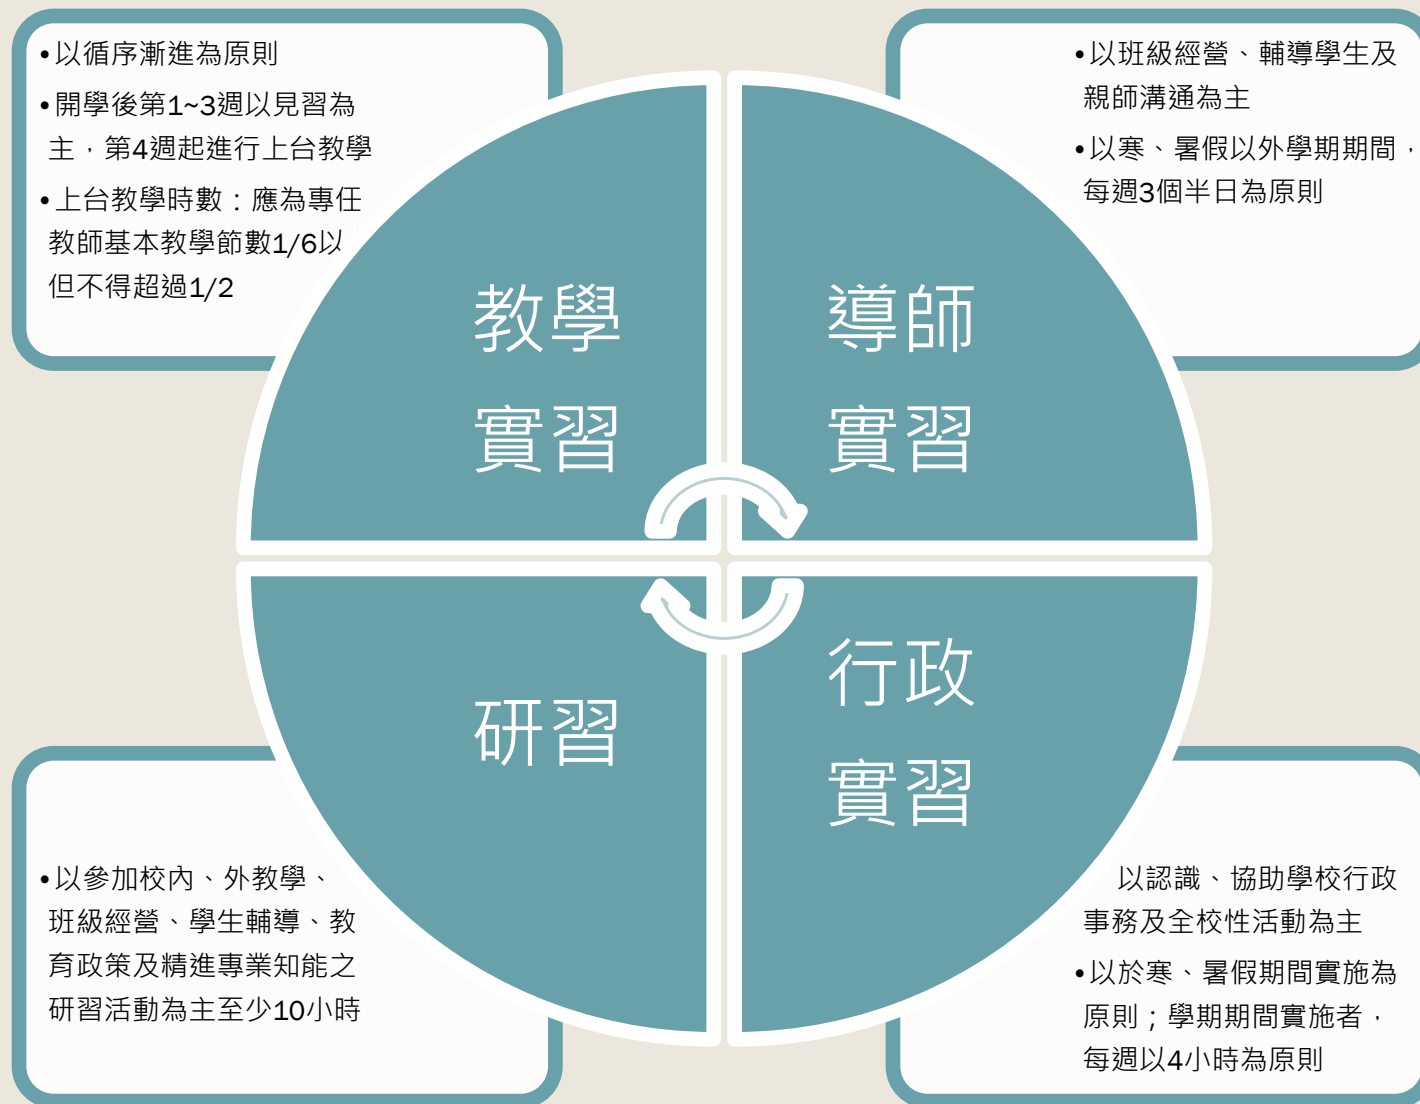 •以循序漸進為原則
•開學後第1~3週以見習為
主，第4週起進行上台教學
•上台教學時數：應為專任
教師基本教學節數1/6以
但不得超過1/2
教學
實習
•以班級經營、輔導學生及
親師溝通為主
•以寒、暑假以外學期期間，
每週3個半日為原則
導師
實習
研習
•以參加校內、外教學、
班級經營、學生輔導、教
育政策及精進專業知能之
研習活動為主至少10小時
行政
實習
以認識、協助學校行政
事務及全校性活動為主
•以於寒、暑假期間實施為
原則；學期期間實施者，
每週以4小時為原則